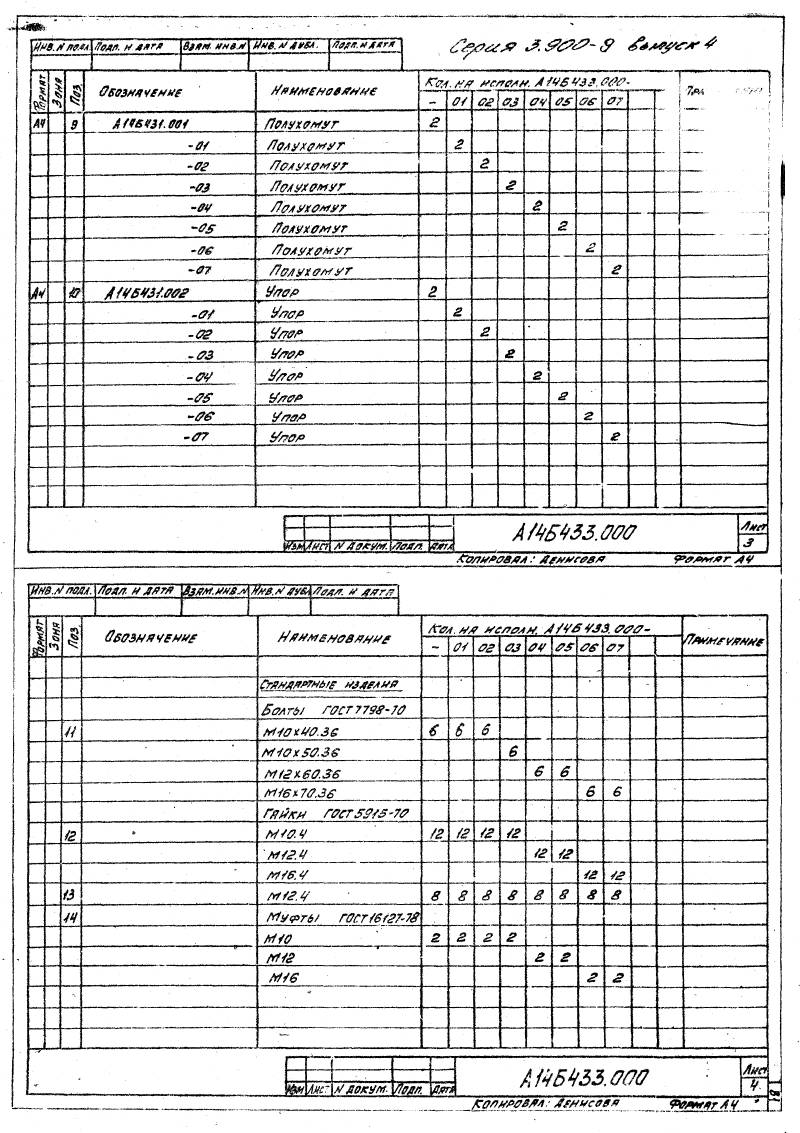 Инв. N подл. Подп. и дата Взам. инв. N Инв. N дубл. Подп. и дата
Серия 3.900-9 выпуск 4
Формат Зона Поз. Обозначение Наименование Кол. на исполн. А14Б433.000-
- 01 02 03 04 05 06 07
А4 9 А14Б431.001 Полухомут 2
-01 Полухомут 2
-02 Полухомут 2
-03 Полухомут 2
-04 Полухомут 2
-05 Полухомут 2
-06 Полухомут 2
-07 Полухомут 2
А4 10 А14Б431.002 Упор 2
-01 Упор 2
-02 Упор 2
-03 Упор 2
-04 Упор 2
-05 Упор 2
-06 Упор 2
-07 Упор 2
Изм Лист N докум. Подп. Дата
А14Б433.000
Лист
3
Копировал: Денисова Формат А4
Инв. N подл. Подп. и дата Взам. инв. N Инв. N дубл. Подп. и дата
Формат Зона Поз. Обозначение Наименование Кол. на исполн. А14Б433.000- Примечание
- 01 02 03 04 05 06 07
Стандартные изделия
Болты ГОСТ 7798-70
11 М10х40.36 6 6 6
М10х50.36 6
М12х60.36 6 6
М16х70.36 6 6
Гайки ГОСТ 5915-70
12 М10.4 12 12 12 12
М12.4 12 12
М16.4 12 12
13 М12.4 8 8 8 8 8 8 8 8
14 Муфты ГОСТ 16127-78
М10 2 2 2 2
М12 2 2
М16 2 2
Изм Лист N докум. Подп. Дата
А14Б433.000
Лист
4
Копировал: Денисова Формат А4